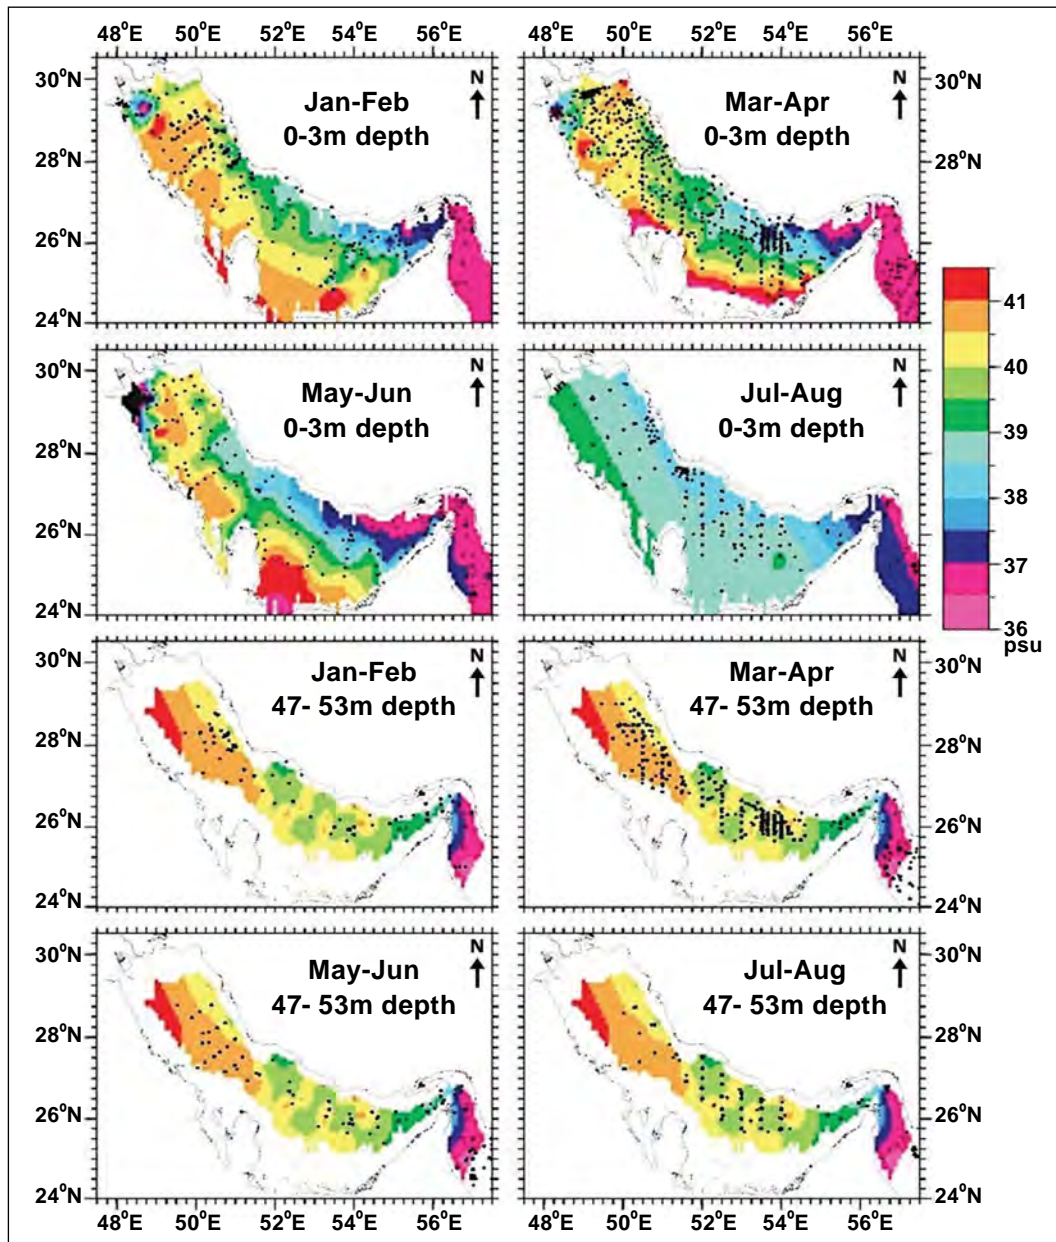 48°E 50°E 52°E 54°E 56°E 48°E 50°E 52°E 54°E 56°E
30°N N N 30°N
Jan-Feb Mar-Apr
0-3m depth 0-3m depth
28°N 28°N
26°N
24°N
30°N N N
May-Jun Jul-Aug
0-3m depth 0-3m depth
28°N
26°N
24°N
41
40
39
38
37
36
psu
30°N N N 30°N
Jan-Feb Mar-Apr
47- 53m depth 47- 53m depth
28°N 28°N
26°N 26°N
24°N 24°N
30°N N N 30°N
May-Jun Jul-Aug
47- 53m depth 47- 53m depth
28°N 28°N
26°N 26°N
24°N 24°N
48°E 50°E 52°E 54°E 56°E 48°E 50°E 52°E 54°E 56°E